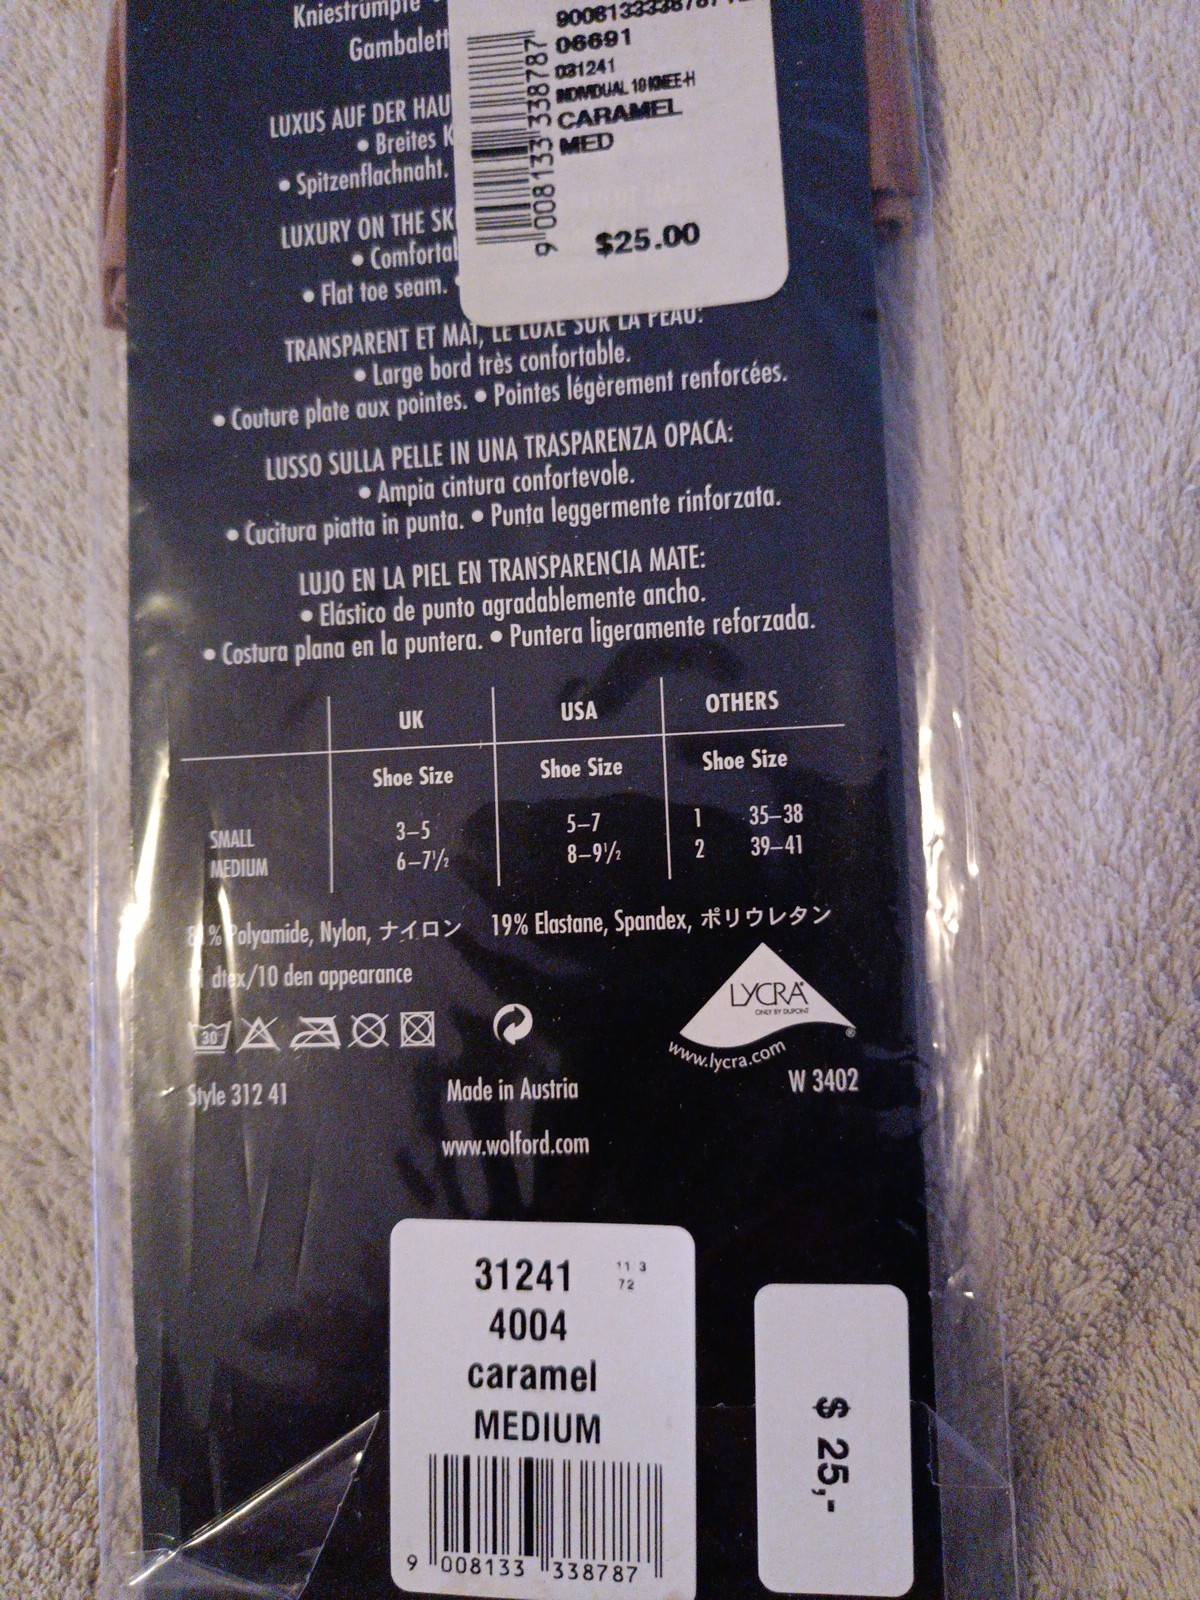 Kniestrümpfe
Gambalett
LUXUS AUF DER HAU
• Breites K
• Spitzenflachnaht.
LUXURY ON THE SK
• Comfortal
• Flat toe seam.
9 008133 338787
06691
031241
INDIVIDUAL 10 KNEE-H
CARAMEL
MED
$25.00
TRANSPARENT ET MAT, LE LUXE SUR LA PEAU:
• Large bord très confortable.
• Couture plate aux pointes. • Pointes légèrement renforcées.
LUSSO SULLA PELLE IN UNA TRASPARENZA OPACA:
• Ampia cintura confortevole.
• Cucitura piatta in punta. • Punta leggermente rinforzata.
LUJO EN LA PIEL EN TRANSPARENCIA MATE:
• Elástico de punto agradablemente ancho.
• Costura plana en la puntera. • Puntera ligeramente reforzada.
UK USA OTHERS
Shoe Size Shoe Size Shoe Size
SMALL 3–5 5–7 1 35–38
MEDIUM 6–7½ 8–9½ 2 39–41
81% Polyamide, Nylon, ナイロン 19% Elastane, Spandex, ポリウレタン
dtex/10 den appearance
30°
LYCRA®
ONLY BY DUPONT
®
www.lycra.com
Style 312 41 Made in Austria W 3402
www.wolford.com
31241 11 3
72
4004
caramel
MEDIUM
9 008133 338787
$ 25,-